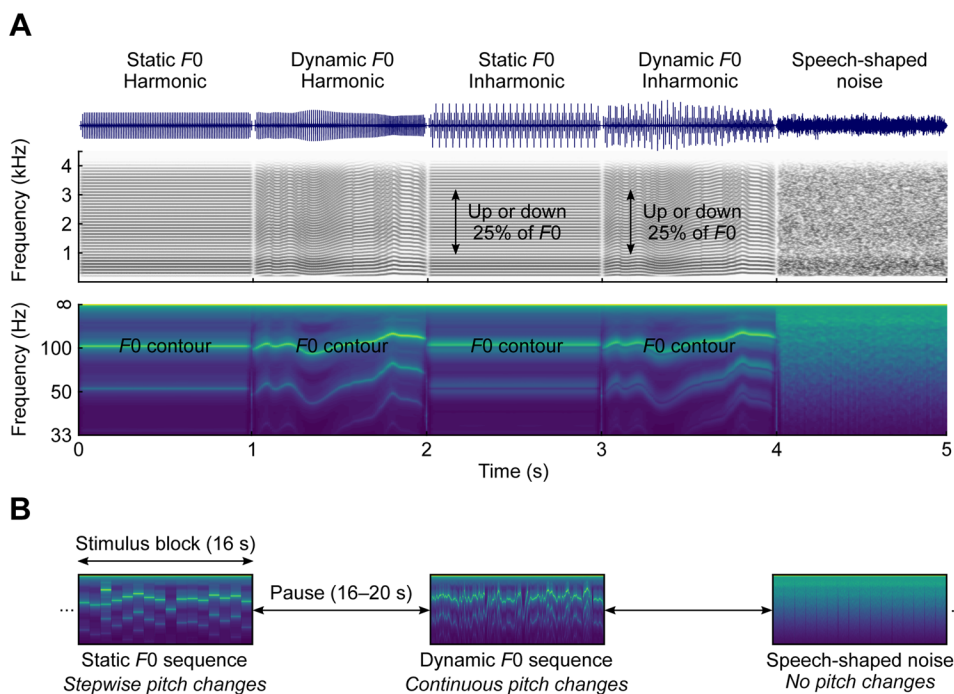 A
Static F0
Harmonic
Dynamic F0
Harmonic
Static F0
Inharmonic
Dynamic F0
Inharmonic
Speech-shaped
noise
Frequency (kHz)
4
3
2
1
Up or down
25% of F0
Up or down
25% of F0
Frequency (Hz)
∞
100
50
33
F0 contour
F0 contour
F0 contour
F0 contour
0
1
2
3
4
5
Time (s)
B
Stimulus block (16 s)
Pause (16–20 s)
...
Static F0 sequence
Stepwise pitch changes
Dynamic F0 sequence
Continuous pitch changes
Speech-shaped noise
No pitch changes